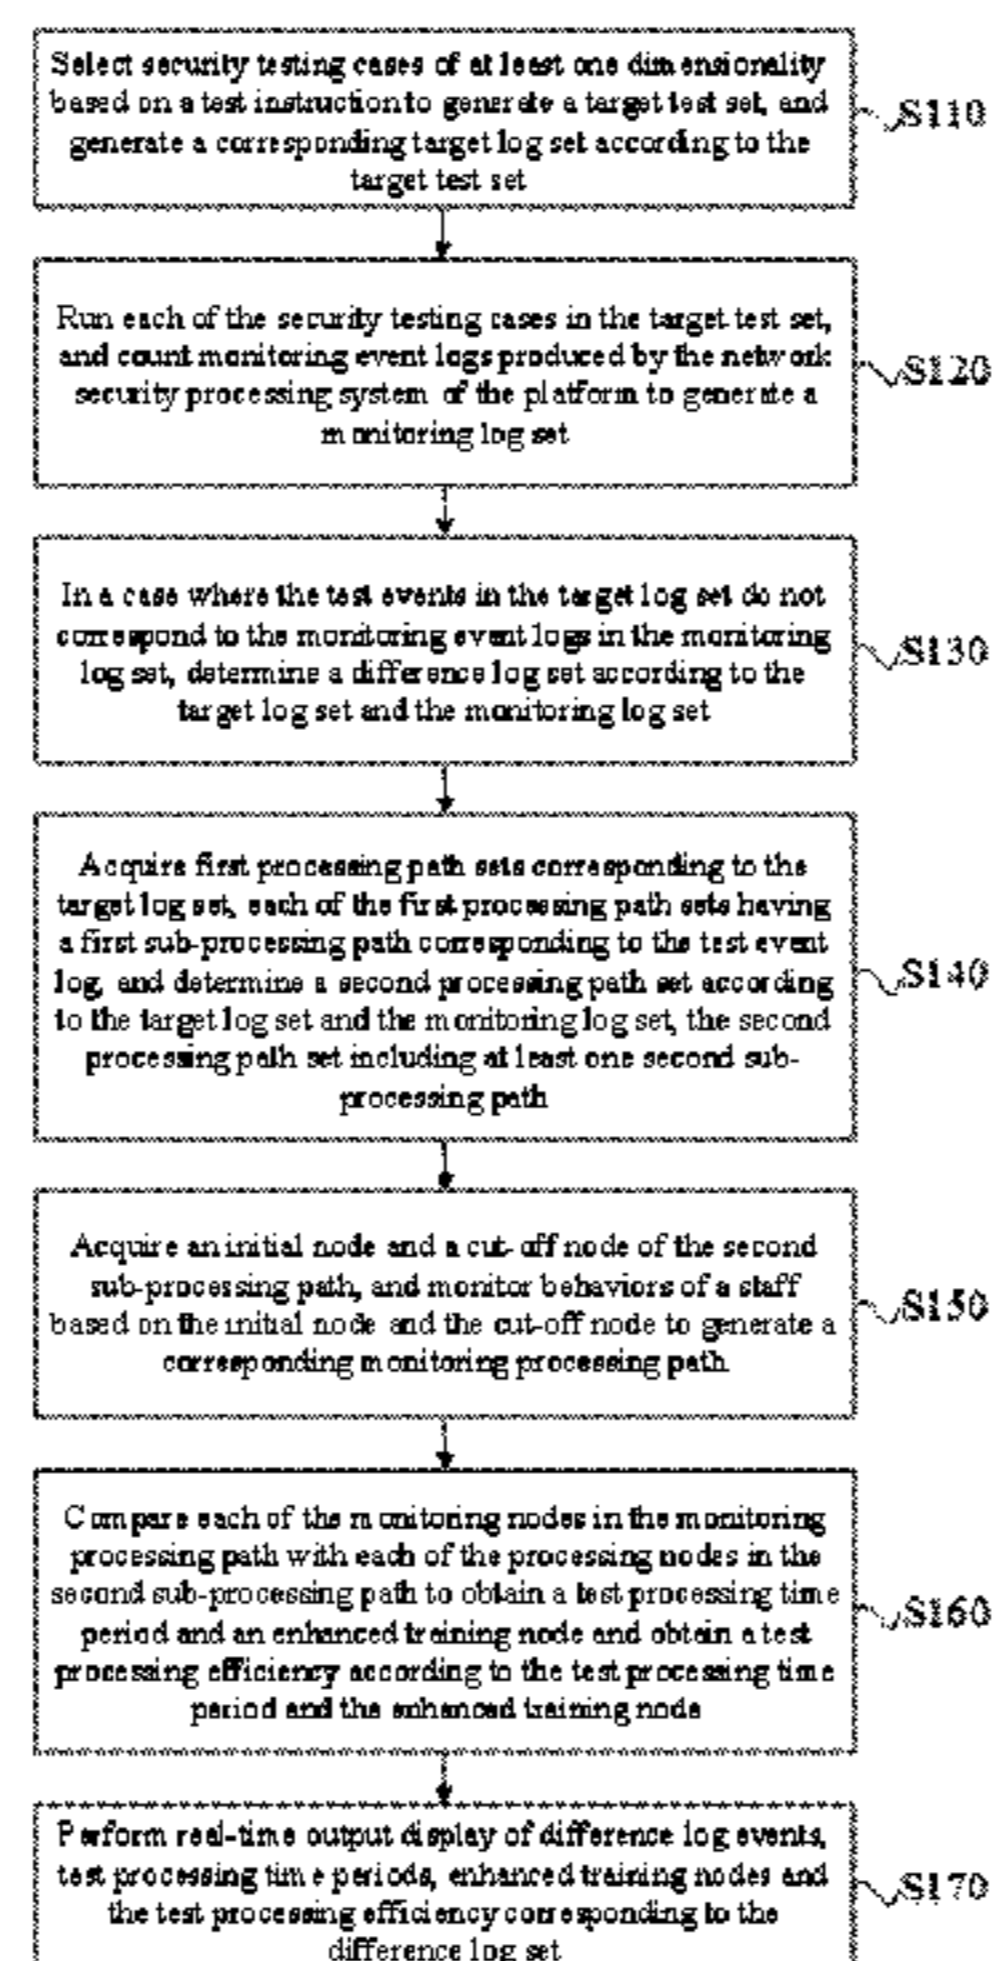 Select security testing cases of at least one dimensionality
based on a test instruction to generate a target test set, and
generate a corresponding target log set according to the
target test set
S110
Run each of the security testing cases in the target test set,
and count monitoring event logs produced by the network
security processing system of the platform to generate a
monitoring log set
S120
In a case where the test events in the target log set do not
correspond to the monitoring event logs in the monitoring
log set, determine a difference log set according to the
target log set and the monitoring log set
S130
Acquire first processing path sets corresponding to the
target log set, each of the first processing path sets having
a first sub-processing path corresponding to the test event
log, and determine a second processing path set according
to the target log set and the monitoring log set, the second
processing path set including at least one second sub-
processing path
S140
Acquire an initial node and a cut-off node of the second
sub-processing path, and monitor behaviors of a staff
based on the initial node and the cut-off node to generate a
corresponding monitoring processing path
S150
Compare each of the monitoring nodes in the monitoring
processing path with each of the processing nodes in the
second sub-processing path to obtain a test processing time
period and an enhanced training node and obtain a test
processing efficiency according to the test processing time
period and the enhanced training node
S160
Perform real-time output display of difference log events,
test processing time periods, enhanced training nodes and
the test processing efficiency corresponding to the
difference log set
S170